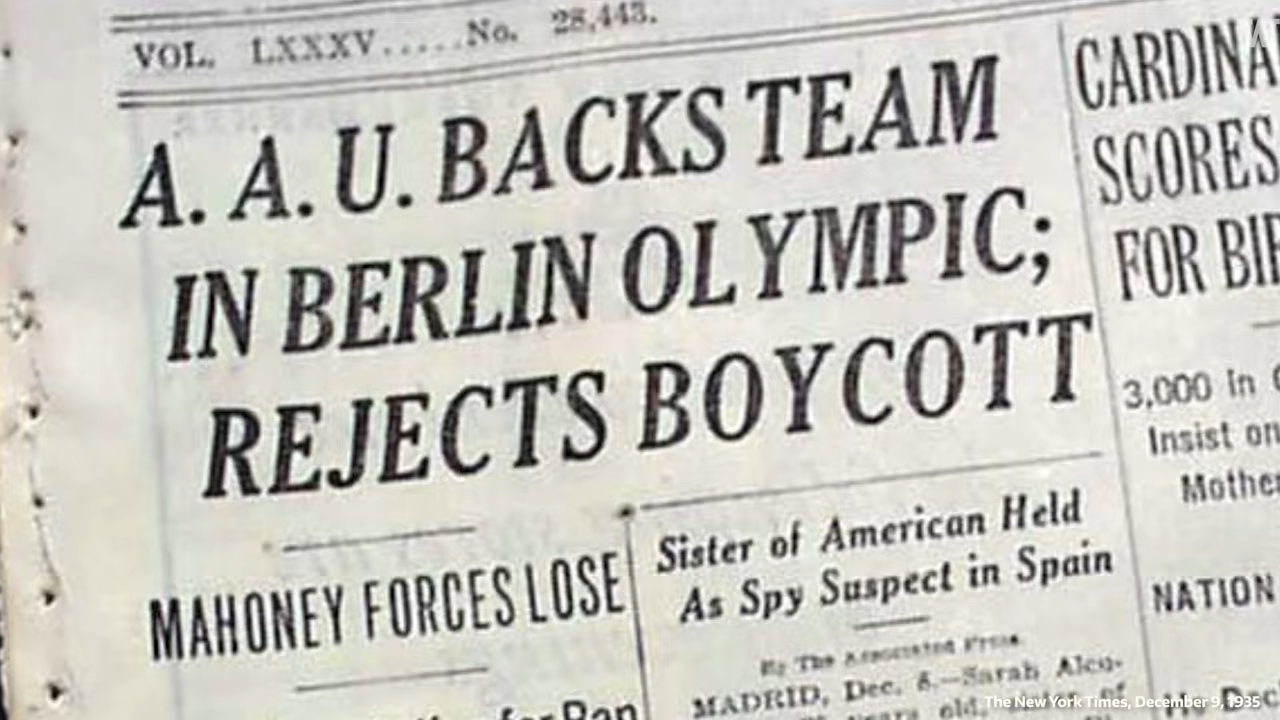 VOL. LXXXV.....No. 28,443.
A. A. U. BACKS TEAM
IN BERLIN OLYMPIC;
REJECTS BOYCOTT
MAHONEY FORCES LOSE
Sister of American Held
As Spy Suspect in Spain
By The Associated Press.
MADRID, Dec. 8.—Sarah Alco-
old,
of
CARDINA
SCORES
FOR BI
3,000 in
Insist on
Mothe
NATION
The New York Times, December 9, 1935